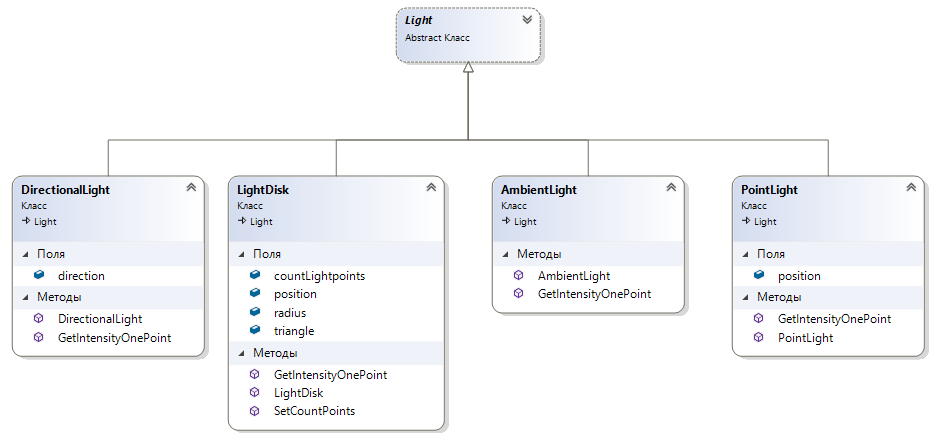 Light
Abstract Класс
DirectionalLight
Класс
Light
Поля
direction
Методы
DirectionalLight
GetIntensityOnePoint
LightDisk
Класс
Light
Поля
countLightpoints
position
radius
triangle
Методы
GetIntensityOnePoint
LightDisk
SetCountPoints
AmbientLight
Класс
Light
Методы
AmbientLight
GetIntensityOnePoint
PointLight
Класс
Light
Поля
position
Методы
GetIntensityOnePoint
PointLight